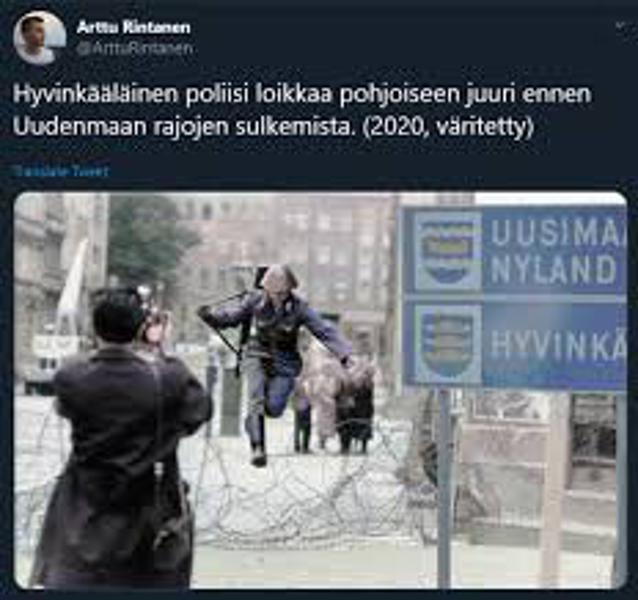 Arttu Rintanen
@ArttuRintanen
Hyvinkääläinen poliisi loikkaa pohjoiseen juuri ennen
Uudenmaan rajojen sulkemista. (2020, väritetty)
Translate Tweet
UUSIMA
NYLAND
HYVINKÄ